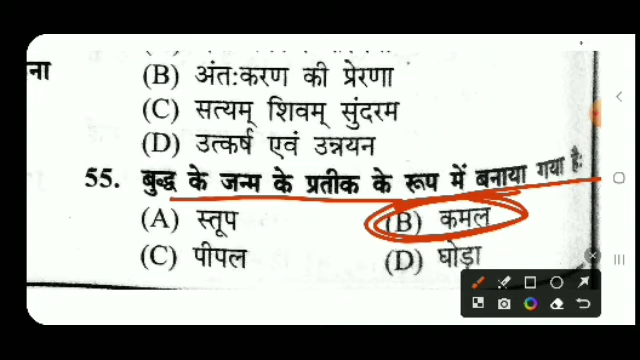 ना
(B) अंत:करण की प्रेरणा
(C) सत्यम् शिवम् सुंदरम
(D) उत्कर्ष एवं उन्नयन
55. बुद्ध के जन्म के प्रतीक के रूप में बनाया गया है:
(A) स्तूप (B) कमल
(C) पीपल (D) घोड़ा